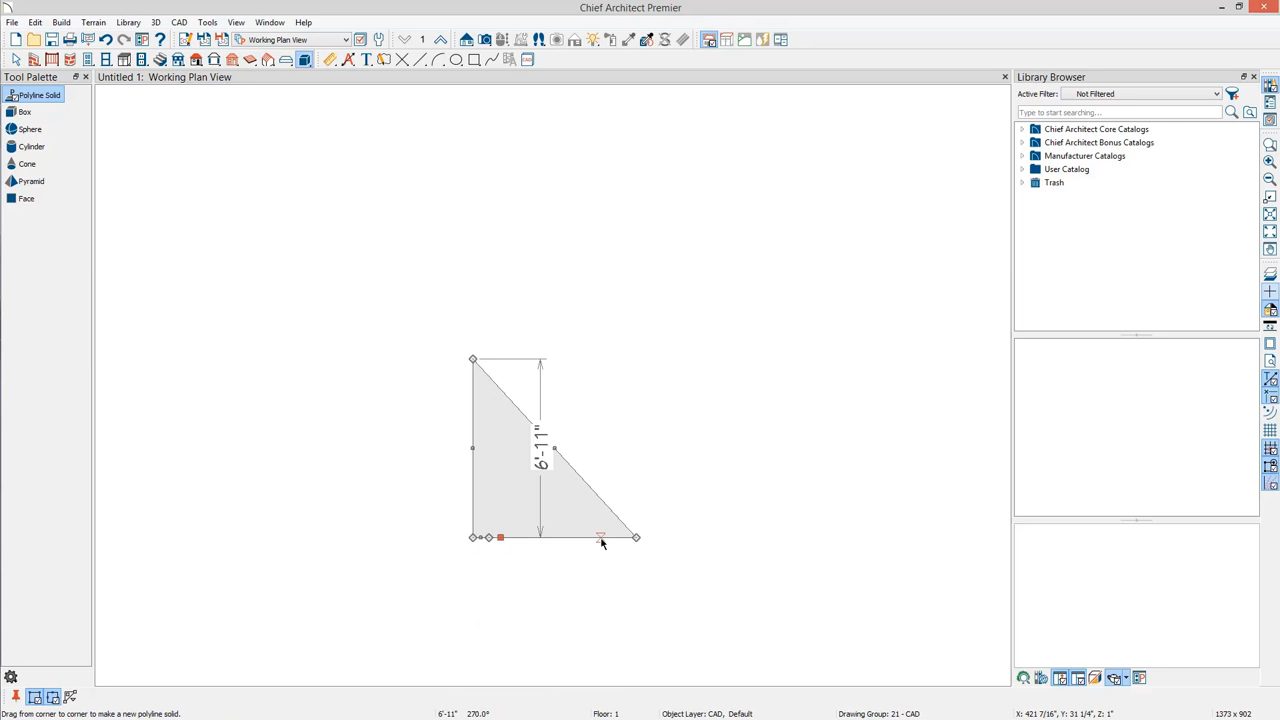 Chief Architect Premier
File Edit Build Terrain Library 3D CAD Tools View Window Help
Working Plan View
1
CAD
Tool Palette
Untitled 1: Working Plan View
Library Browser
Polyline Solid
Box
Sphere
Cylinder
Cone
Pyramid
Face
Active Filter: Not Filtered
Type to start searching...
Chief Architect Core Catalogs
Chief Architect Bonus Catalogs
Manufacturer Catalogs
User Catalog
Trash
6'-11"
Drag from corner to corner to make a new polyline solid.
6'-11" 270.0°
Floor: 1
Object Layer: CAD, Default
Drawing Group: 21 - CAD
X: 421 7/16", Y: 31 1/4", Z: 1"
1373 x 902